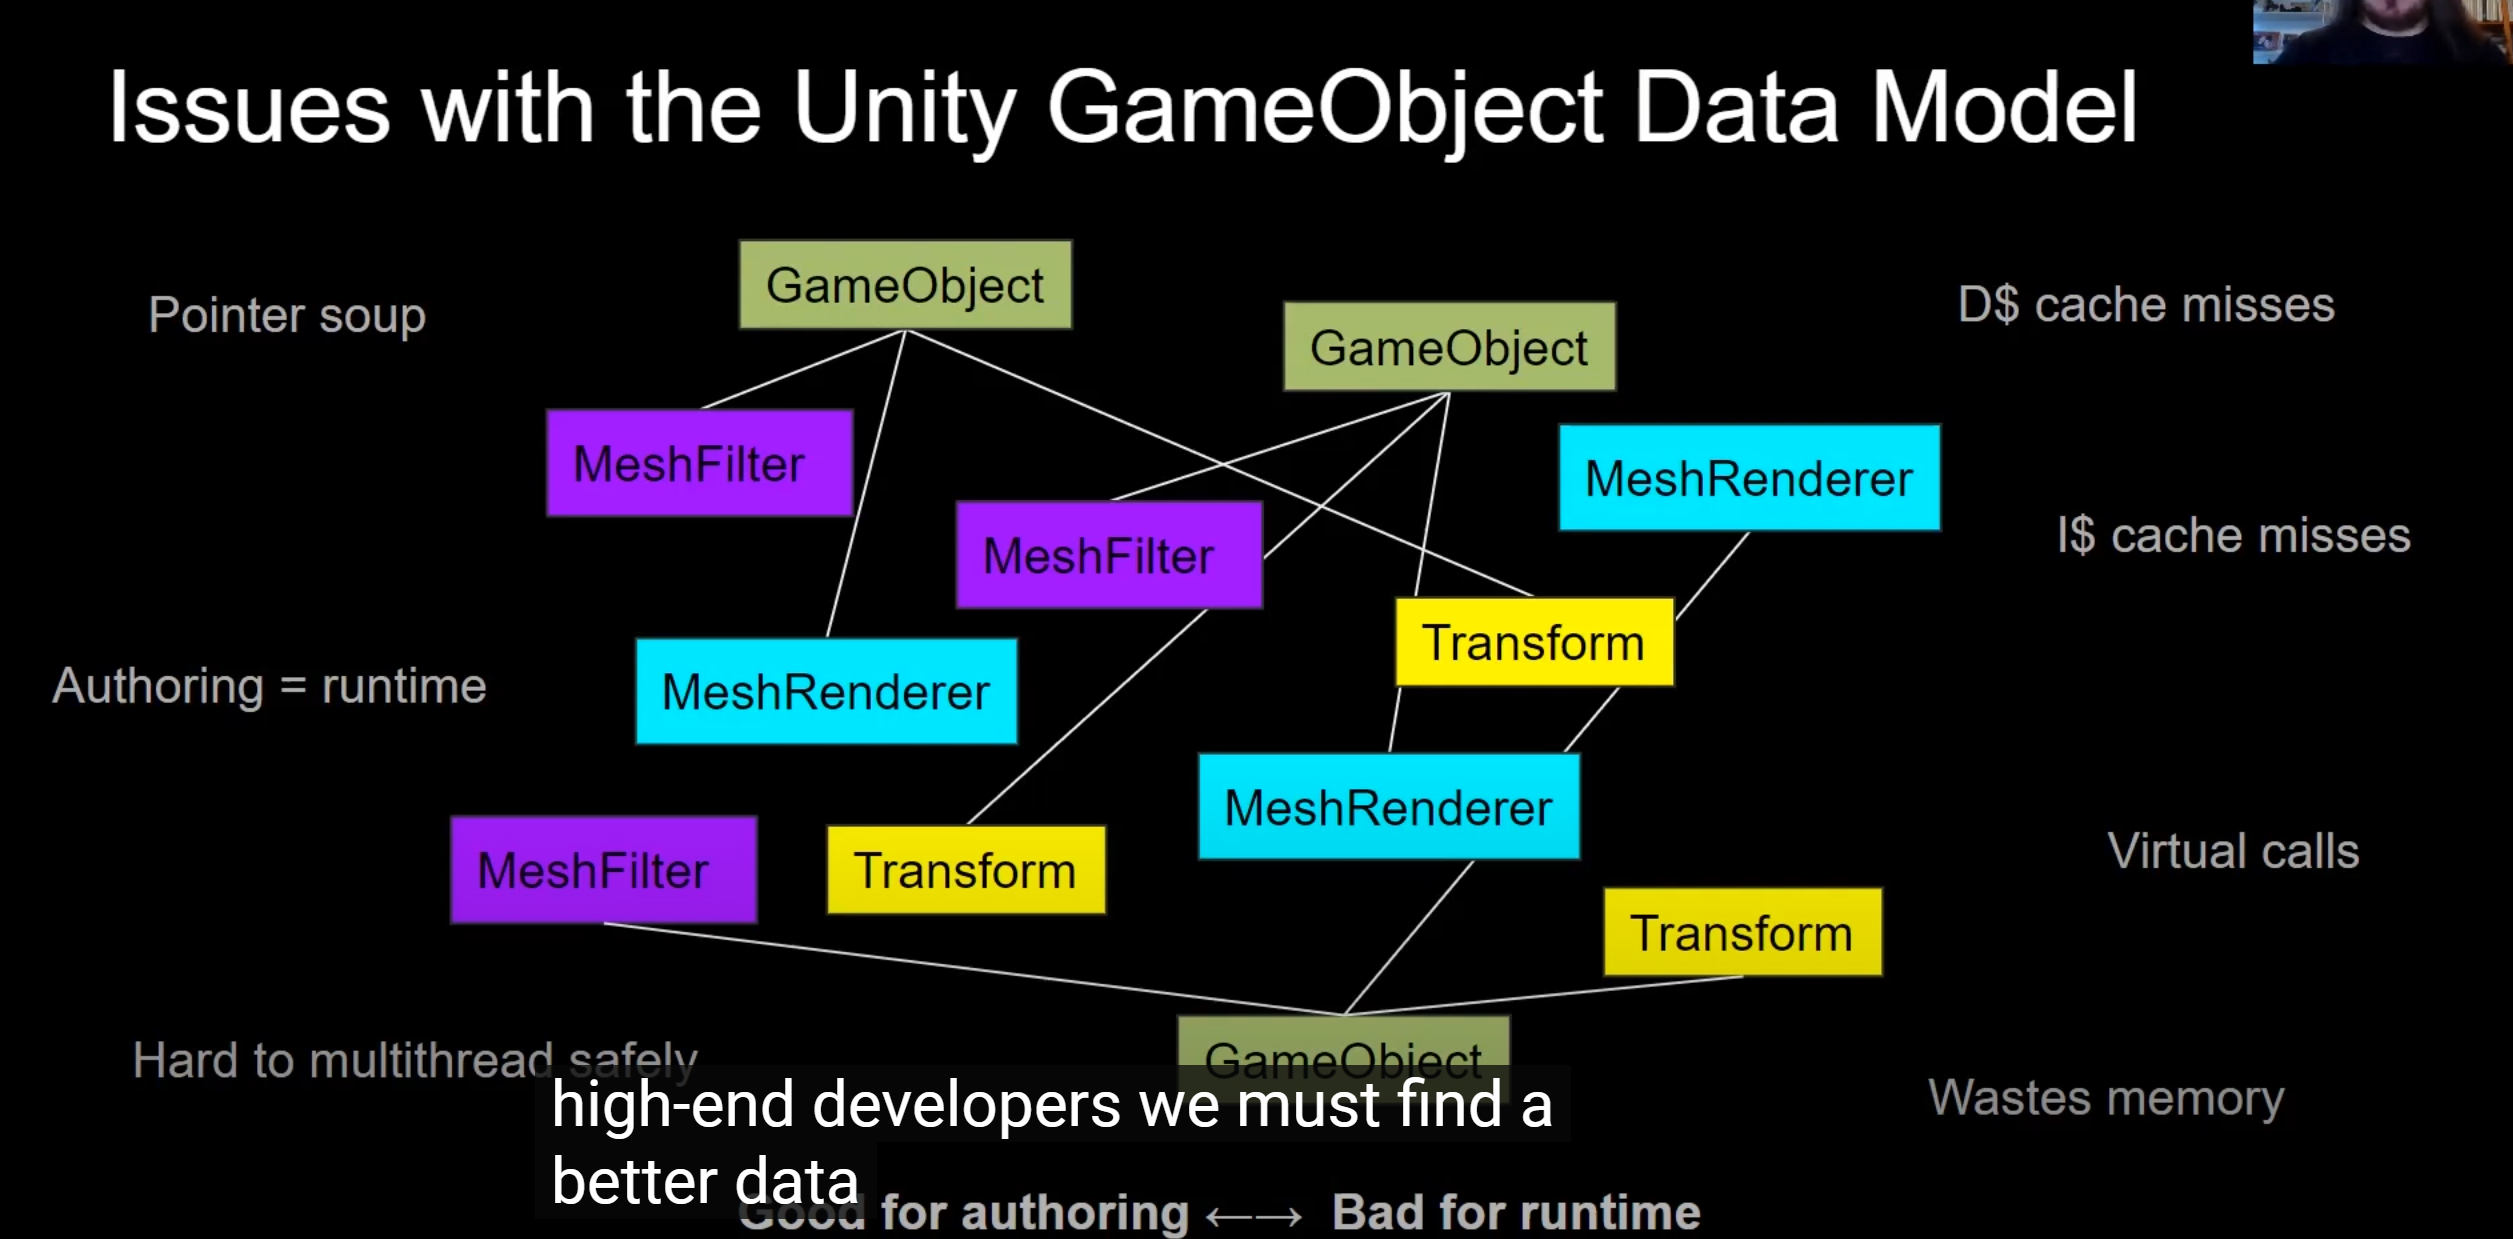 Issues with the Unity GameObject Data Model
GameObject
Pointer soup
D$ cache misses
GameObject
MeshFilter
MeshRenderer
MeshFilter
I$ cache misses
Transform
Authoring = runtime
MeshRenderer
MeshRenderer
MeshFilter
Transform
Virtual calls
Transform
Hard to multithread safely
GameObject
Wastes memory
high-end developers we must find a
better data
Good for authoring ←→ Bad for runtime